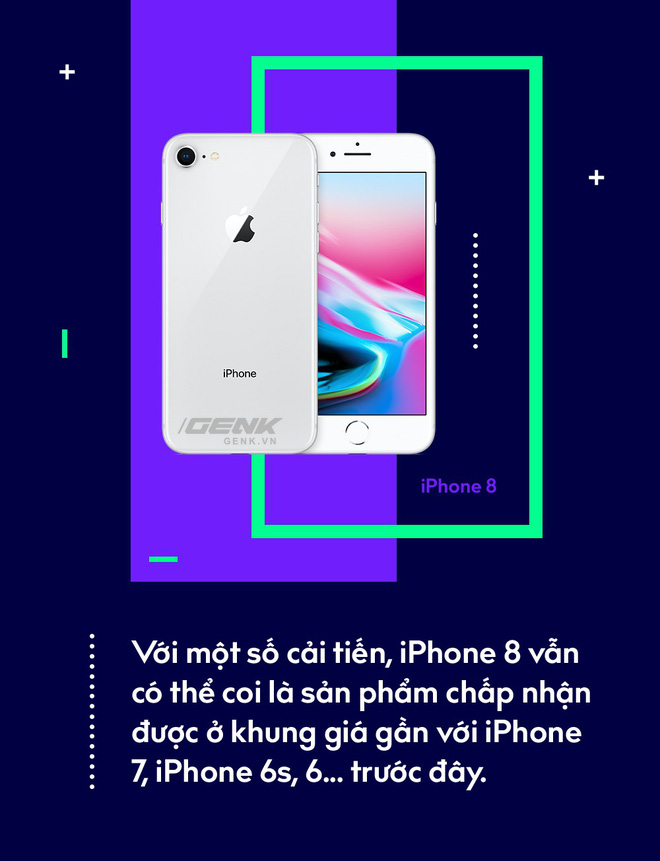 iPhone
GENK
GENK.VN
iPhone 8
Với một số cải tiến, iPhone 8 vẫn
có thể coi là sản phẩm chấp nhận
được ở khung giá gần với iPhone
7, iPhone 6s, 6... trước đây.